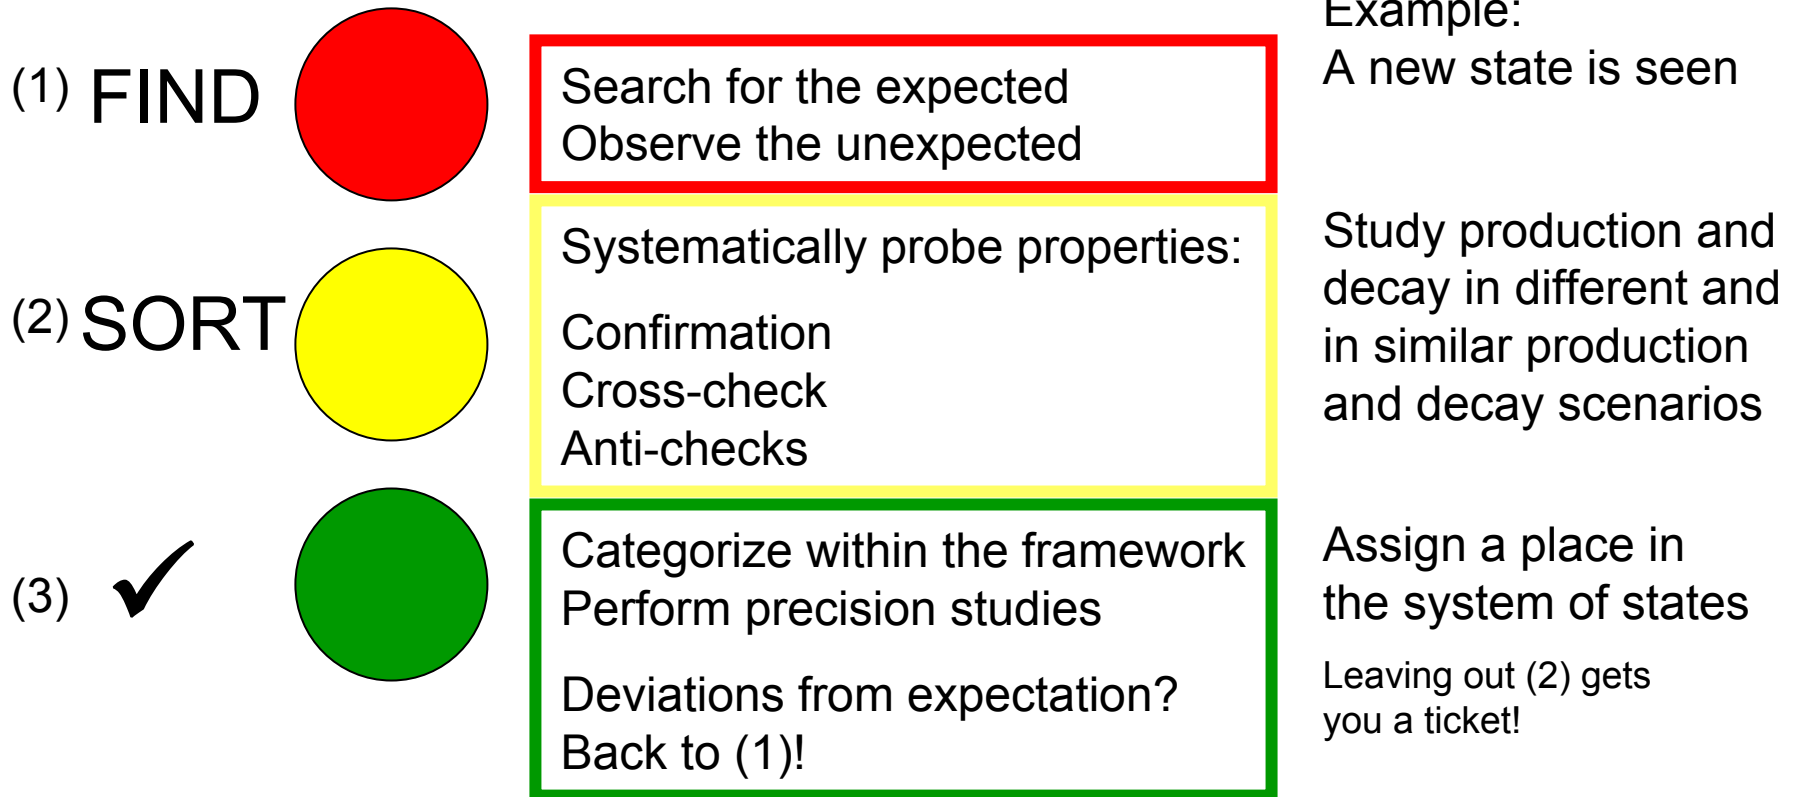 (1) FIND
Search for the expected
Observe the unexpected
Example:
A new state is seen
(2) SORT
Systematically probe properties:
Confirmation
Cross-check
Anti-checks
Study production and
decay in different and
in similar production
and decay scenarios
(3) ✓
Categorize within the framework
Perform precision studies
Deviations from expectation?
Back to (1)!
Assign a place in
the system of states
Leaving out (2) gets
you a ticket!